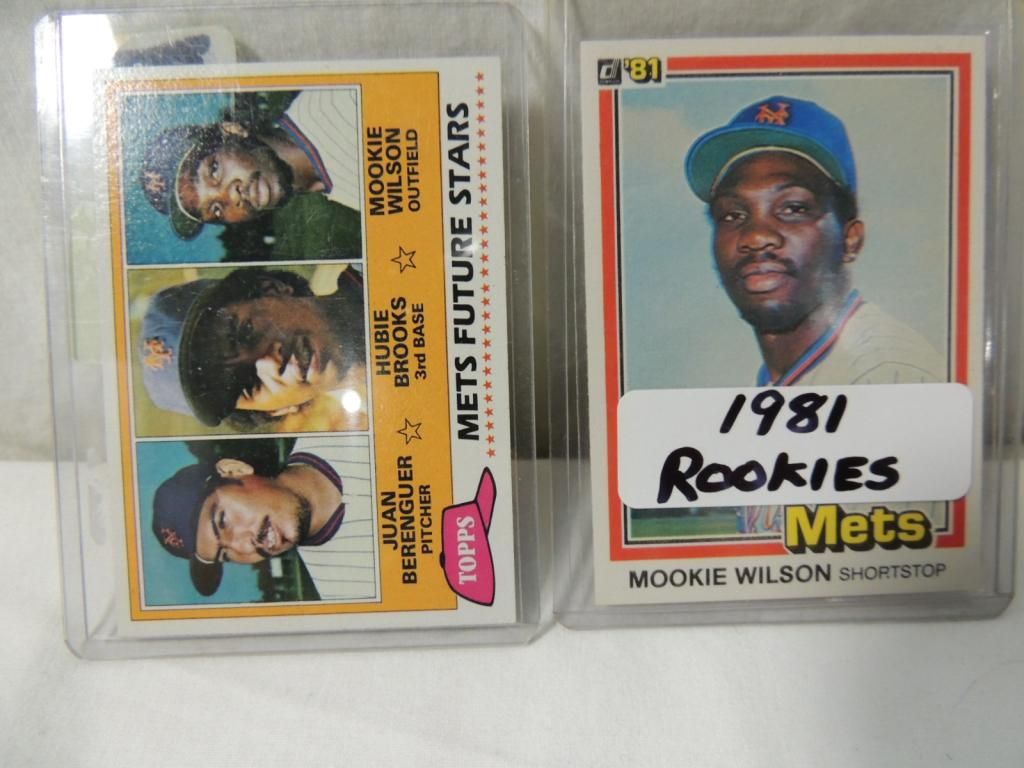 JUAN
BERENGUER
PITCHER
☆
HUBIE
BROOKS
3rd BASE
☆
MOOKIE
WILSON
OUTFIELD
TOPPS
METS FUTURE STARS
d '81
1981
ROOKIES
Mets
MOOKIE WILSON SHORTSTOP